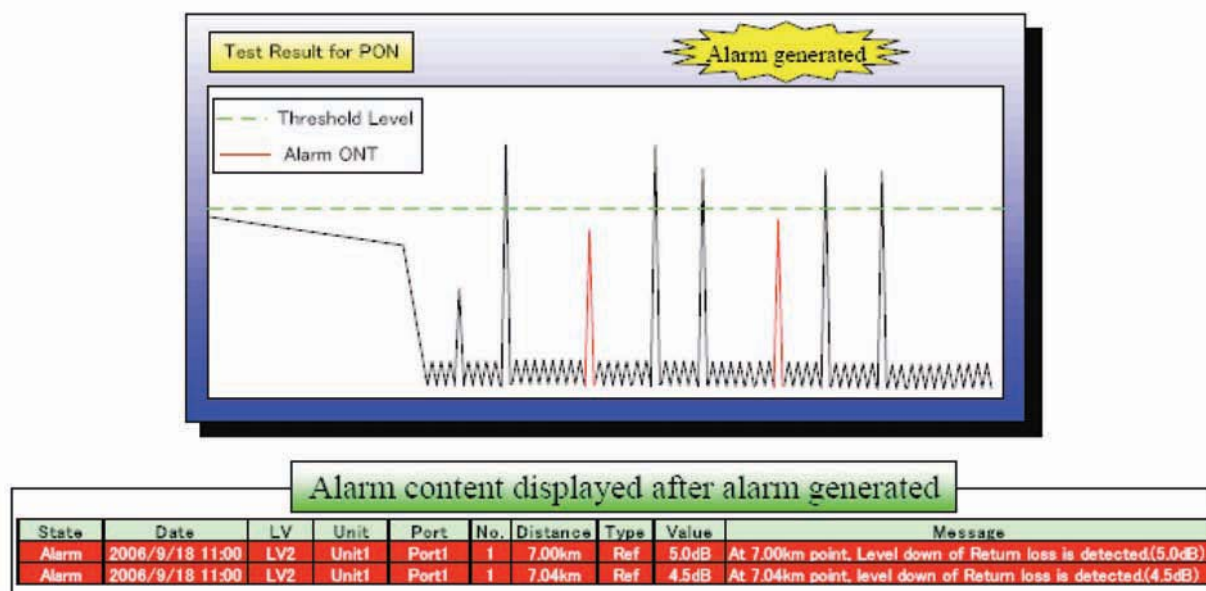 Test Result for PON
Alarm generated
Threshold Level
Alarm ONT
Alarm content displayed after alarm generated
State Date LV Unit Port No. Distance Type Value Message
Alarm 2006/9/18 11:00 LV2 Unit1 Port1 1 7.00km Ref 5.0dB At 7.00km point, Level down of Return loss is detected.(5.0dB)
Alarm 2006/9/18 11:00 LV2 Unit1 Port1 1 7.04km Ref 4.5dB At 7.04km point, level down of Return loss is detected.(4.5dB)